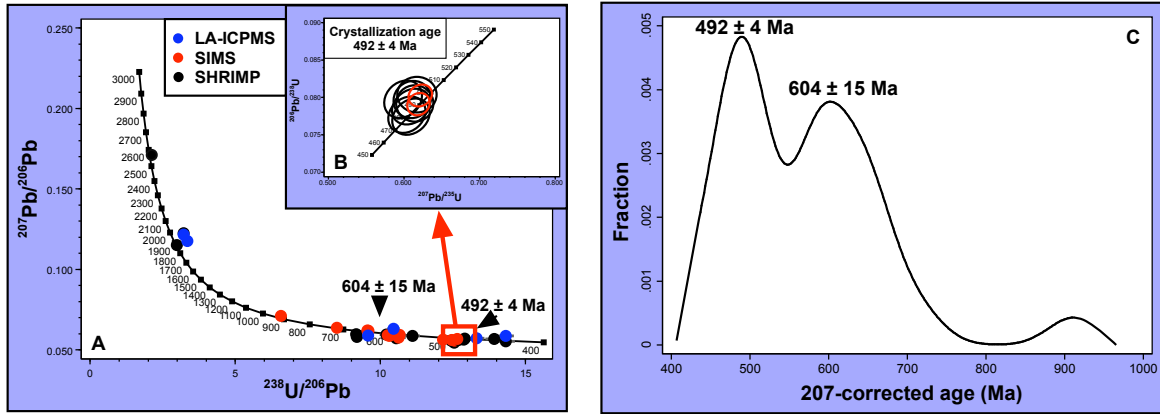 LA-ICPMS
SIMS
SHRIMP
A
207Pb/206Pb
0.250
0.200
0.150
0.100
0.050
3000
2900
2800
2700
2600
2500
2400
2300
2200
2100
2000
1900
1800
1700
1600
1500
1400
1300
1200
1100
1000
900
800
700
600
500
400
604 ± 15 Ma
492 ± 4 Ma
0 5 10 15
238U/206Pb
B
Crystallization age
492 ± 4 Ma
206Pb/238U
0.090
0.085
0.080
0.075
0.070
550
540
530
520
510
470
460
450
0.500 0.600 0.700 0.800
207Pb/235U
C
492 ± 4 Ma
604 ± 15 Ma
Fraction
.005
.004
.003
.002
.001
0
400 500 600 700 800 900 1000
207-corrected age (Ma)